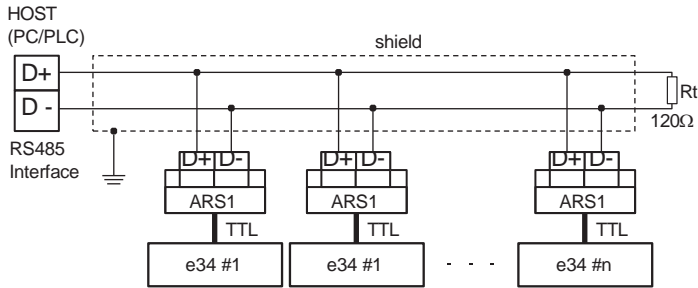 HOST
(PC/PLC)
shield
D+
D -
Rt
120Ω
RS485
Interface
D+ D- D+ D- D+ D-
ARS1 ARS1 ARS1
TTL TTL TTL
e34 #1 e34 #1 - - - e34 #n